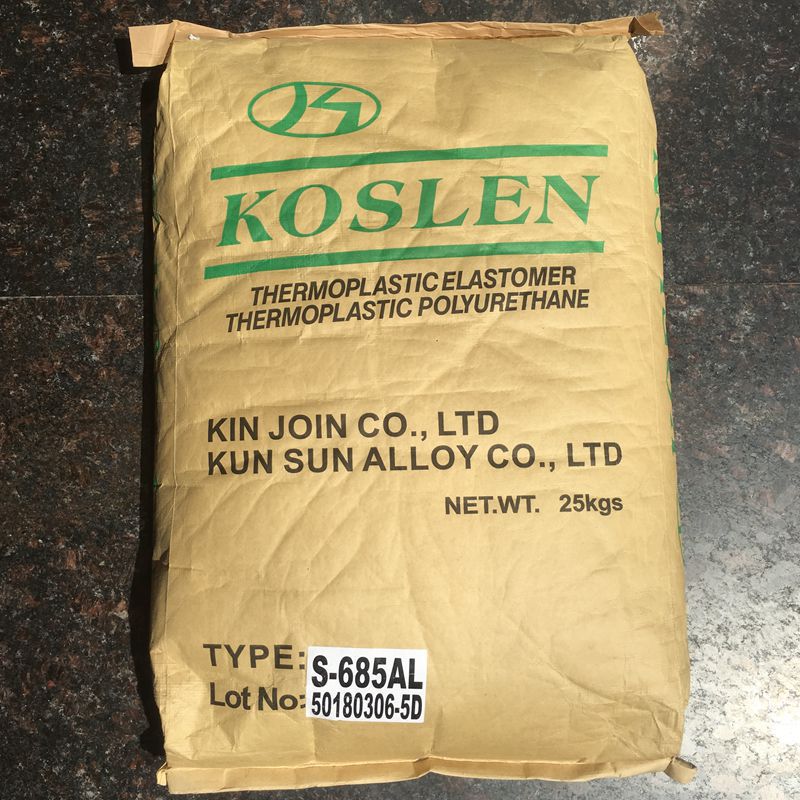 KOSLEN
THERMOPLASTIC ELASTOMER
THERMOPLASTIC POLYURETHANE
KIN JOIN CO., LTD
KUN SUN ALLOY CO., LTD
NET.WT. 25kgs
TYPE: S-685AL
Lot No: 50180306-5D